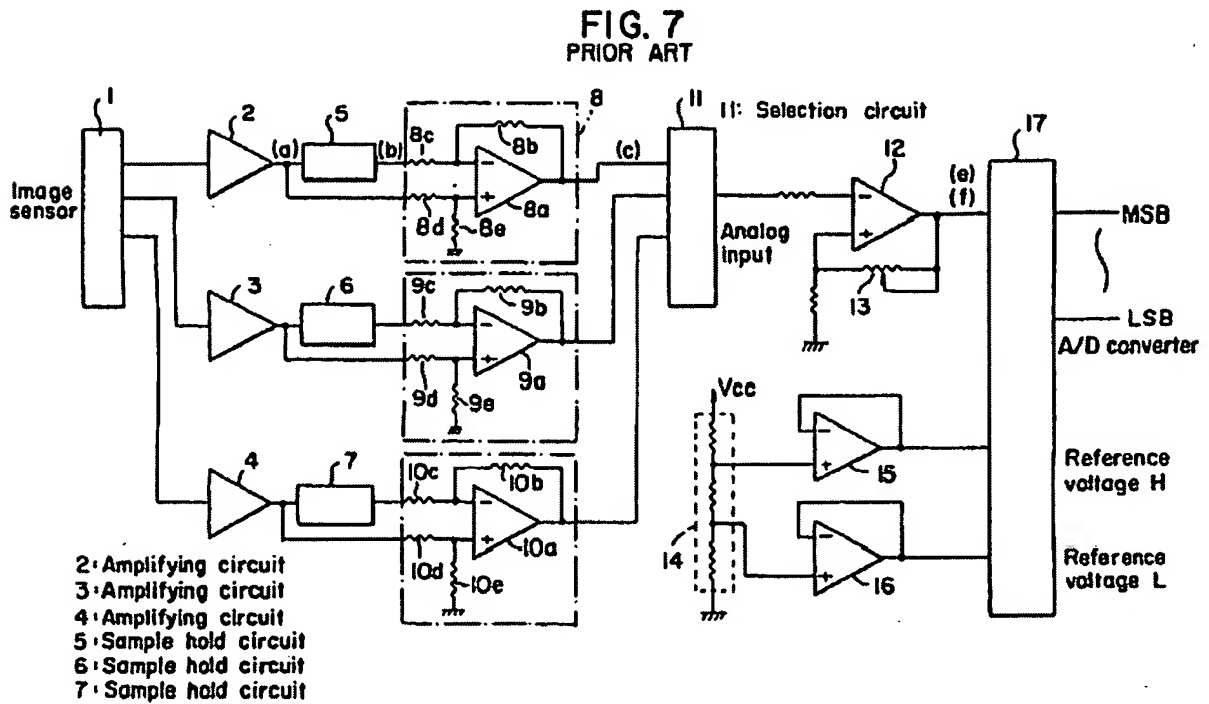 FIG. 7
PRIOR ART
1
2
5
8
11
11: Selection circuit
17
(a)
(b)
8c
8b
(c)
12
(e)
(f)
Image
sensor
8d
8e
8a
Analog
input
MSB
13
3
6
9c
9b
LSB
A/D converter
9d
9e
9a
Vcc
15
Reference
voltage H
4
7
10c
10b
14
10d
10e
10a
16
Reference
voltage L
2: Amplifying circuit
3: Amplifying circuit
4: Amplifying circuit
5: Sample hold circuit
6: Sample hold circuit
7: Sample hold circuit